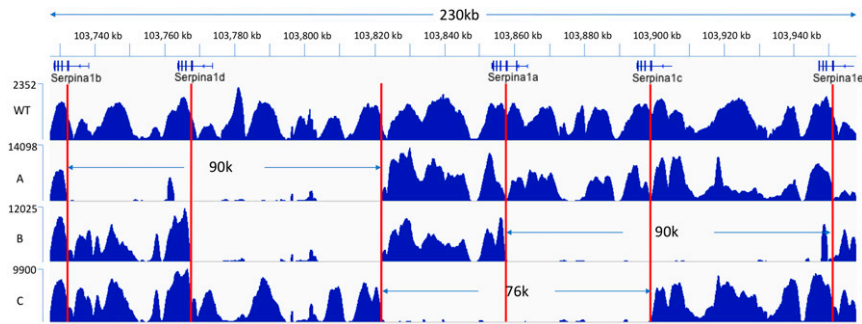 230kb
103,740 kb 103,760 kb 103,780 kb 103,800 kb 103,820 kb 103,840 kb 103,860 kb 103,880 kb 103,900 kb 103,920 kb 103,940 kb
Serpina1b Serpina1d Serpina1a Serpina1c Serpina1e
2352
WT
14098
A 90k
12025
B 90k
9900
C 76k